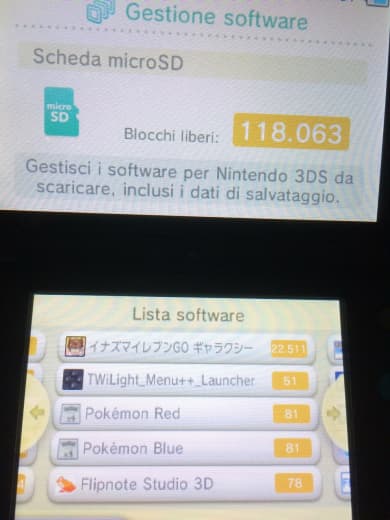 Gestione software
Scheda microSD
micro
SD
Blocchi liberi: 118.063
Gestisci i software per Nintendo 3DS da
scaricare, inclusi i dati di salvataggio.
Lista software
イナズマイレブンGO ギャラクシー 22.511
TWiLight_Menu++_Launcher 51
Pokémon Red 81
Pokémon Blue 81
Flipnote Studio 3D 78